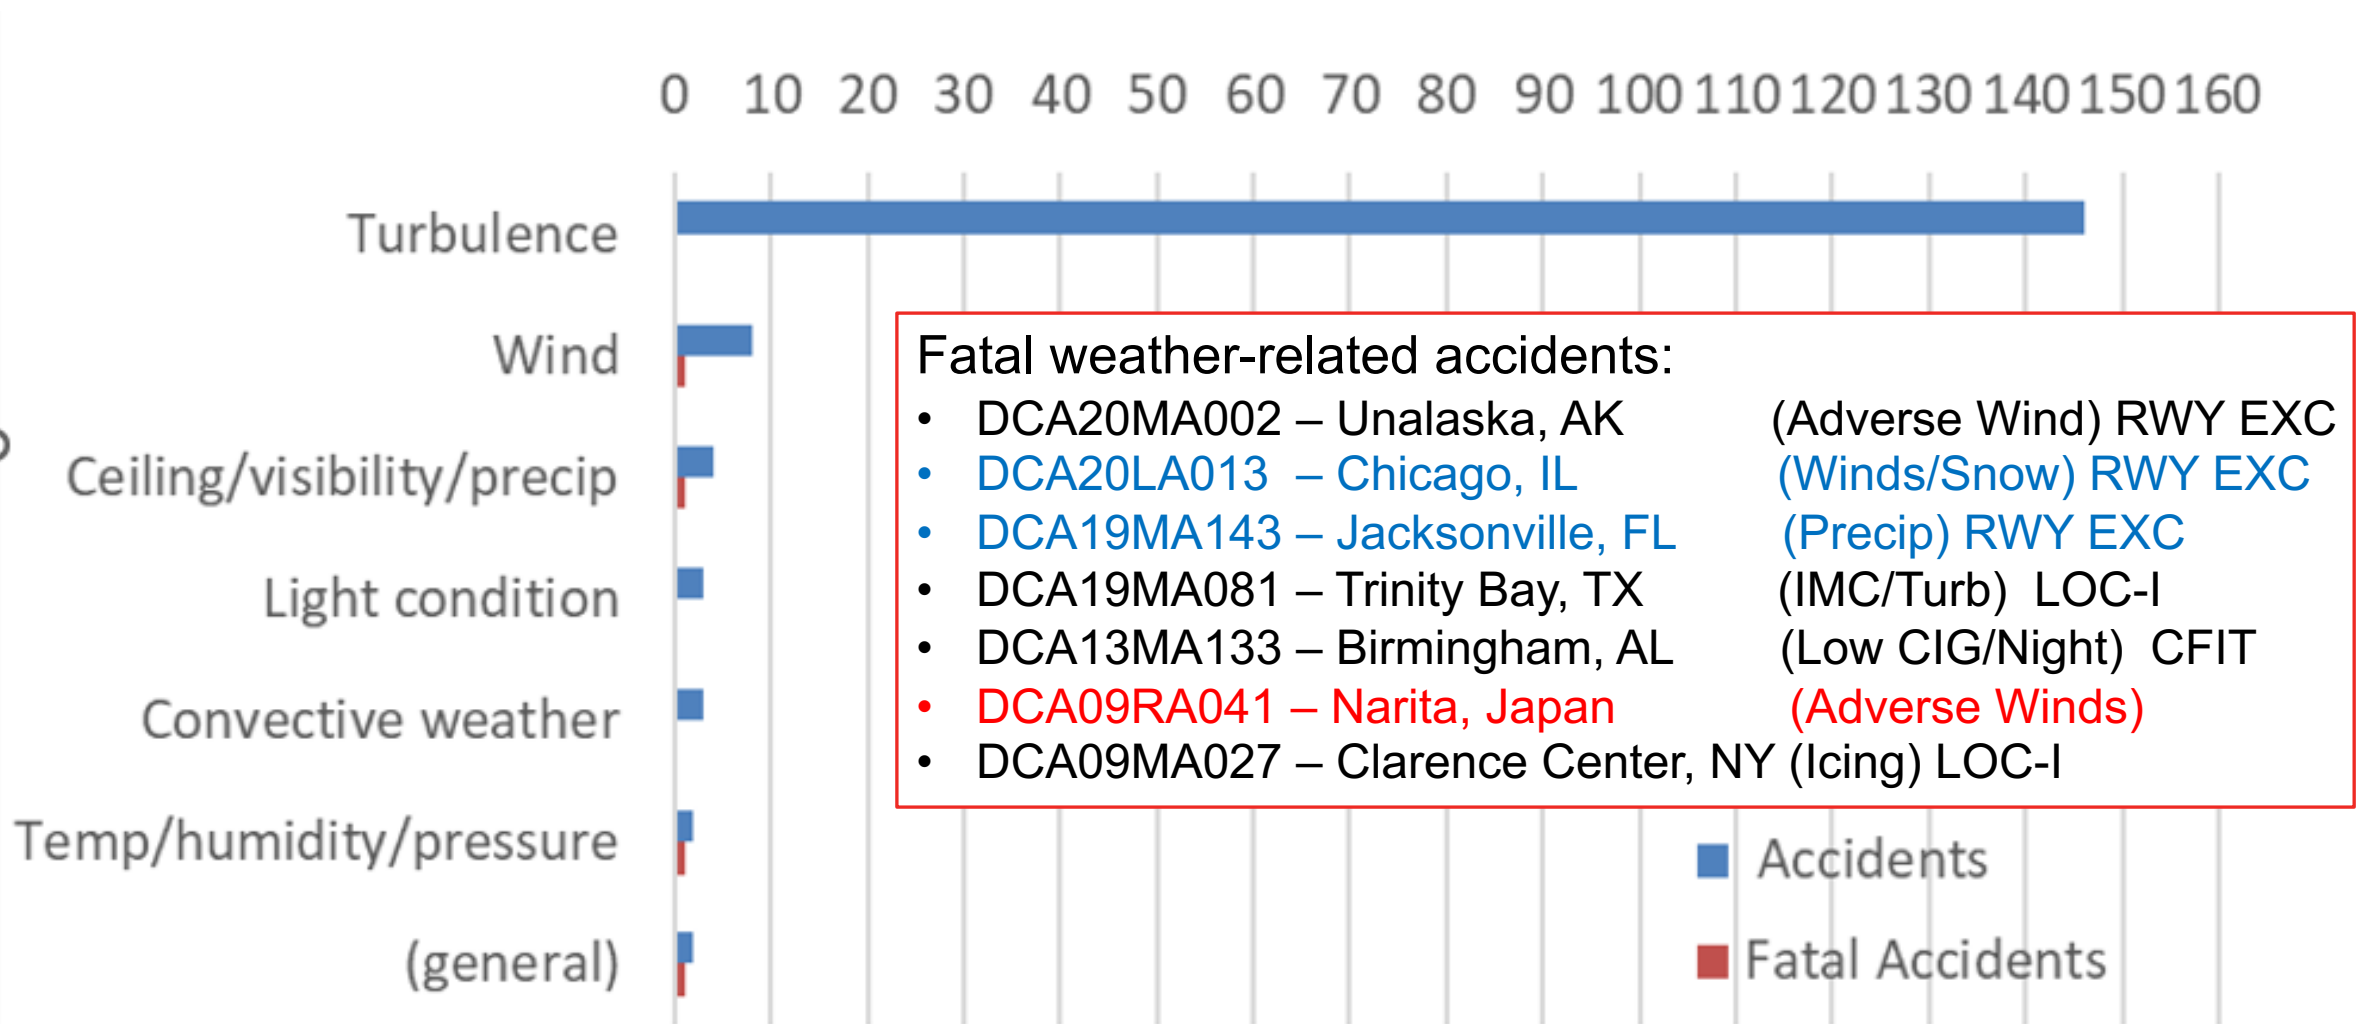 0 10 20 30 40 50 60 70 80 90 100 110 120 130 140 150 160
Turbulence
Wind
Ceiling/visibility/precip
Light condition
Convective weather
Temp/humidity/pressure
(general)
Fatal weather-related accidents:
• DCA20MA002 – Unalaska, AK (Adverse Wind) RWY EXC
• DCA20LA013 – Chicago, IL (Winds/Snow) RWY EXC
• DCA19MA143 – Jacksonville, FL (Precip) RWY EXC
• DCA19MA081 – Trinity Bay, TX (IMC/Turb) LOC-I
• DCA13MA133 – Birmingham, AL (Low CIG/Night) CFIT
• DCA09RA041 – Narita, Japan (Adverse Winds)
• DCA09MA027 – Clarence Center, NY (Icing) LOC-I
Accidents
Fatal Accidents